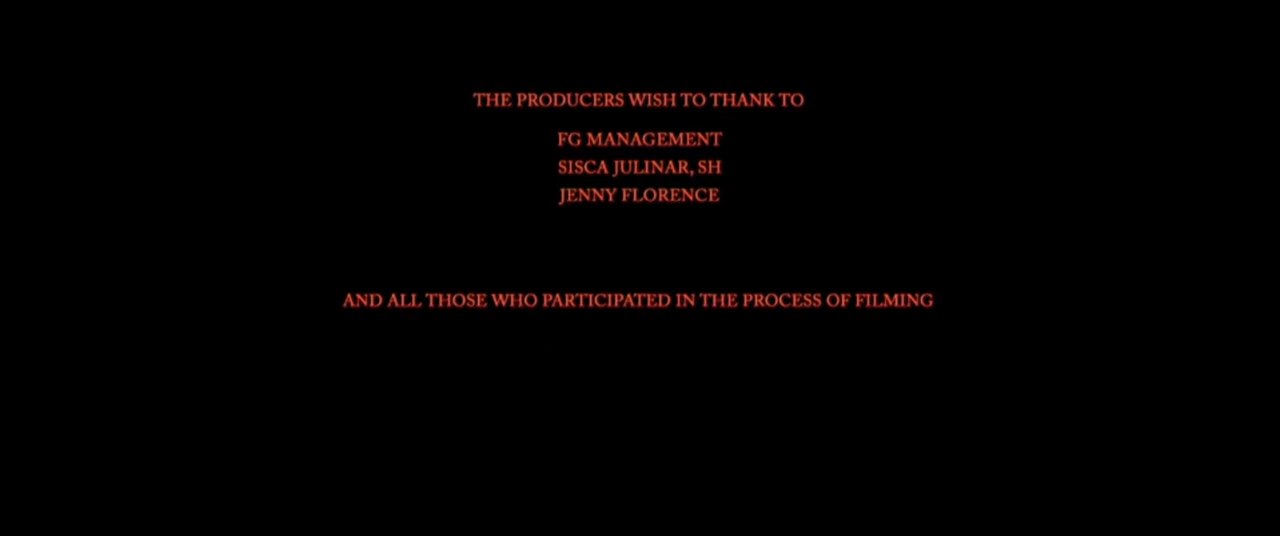 THE PRODUCERS WISH TO THANK TO
FG MANAGEMENT
SISCA JULINAR, SH
JENNY FLORENCE
AND ALL THOSE WHO PARTICIPATED IN THE PROCESS OF FILMING